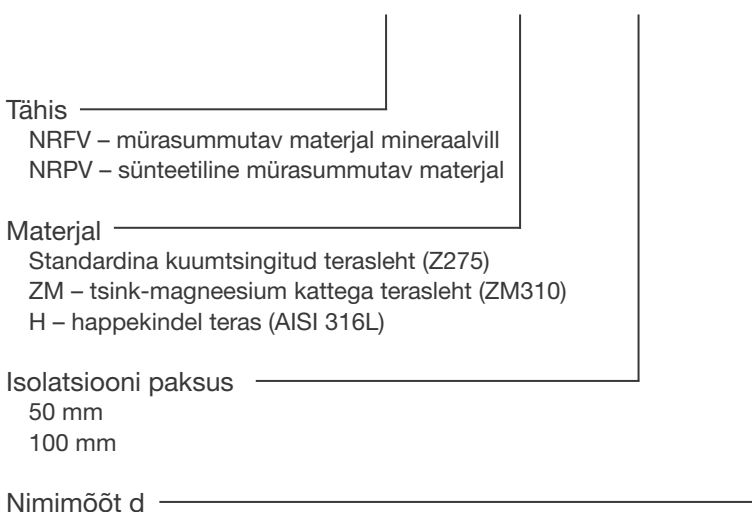 Tähis
NRFV – mürasummutav materjal mineraalvill
NRPV – sünteetiline mürasummutav materjal
Materjal
Standardina kuumtsingitud terasleht (Z275)
ZM – tsink-magneesium kattega terasleht (ZM310)
H – happekindel teras (AISI 316L)
Isolatsiooni paksus
50 mm
100 mm
Nimimõõt d